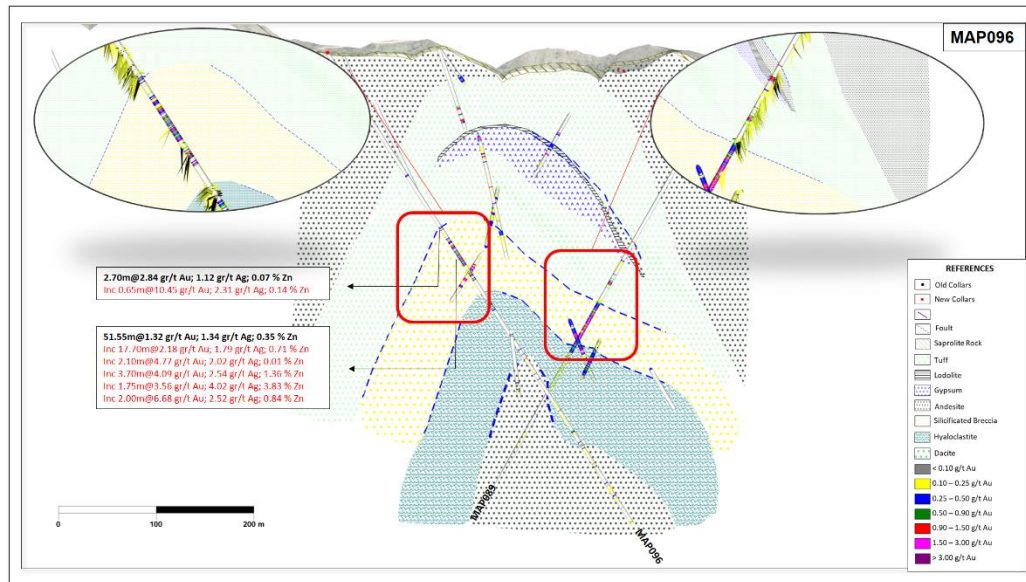 MAP096
2.70m@2.84 gr/t Au; 1.12 gr/t Ag; 0.07 % Zn
Inc 0.65m@10.45 gr/t Au; 2.31 gr/t Ag; 0.14 % Zn
51.55m@1.32 gr/t Au; 1.34 gr/t Ag; 0.35 % Zn
Inc 17.70m@2.18 gr/t Au; 1.79 gr/t Ag; 0.71 % Zn
Inc 2.10m@4.77 gr/t Au; 2.02 gr/t Ag; 0.01 % Zn
Inc 3.70m@4.09 gr/t Au; 2.54 gr/t Ag; 1.36 % Zn
Inc 1.75m@3.56 gr/t Au; 4.02 gr/t Ag; 3.83 % Zn
Inc 2.00m@6.68 gr/t Au; 2.52 gr/t Ag; 0.84 % Zn
REFERENCES
Old Collars
New Collars
Foult
Saprolite Rock
Tuff
Lodolite
Gypsum
Andesite
Silicificated Breccia
Hyaloclastite
Dacite
< 0.10 g/t Au
0.10 – 0.25 g/t Au
0.25 – 0.50 g/t Au
0.50 – 0.90 g/t Au
0.90 – 1.50 g/t Au
1.50 – 3.00 g/t Au
> 3.00 g/t Au
MAP089
MAP096
0 100 200 m